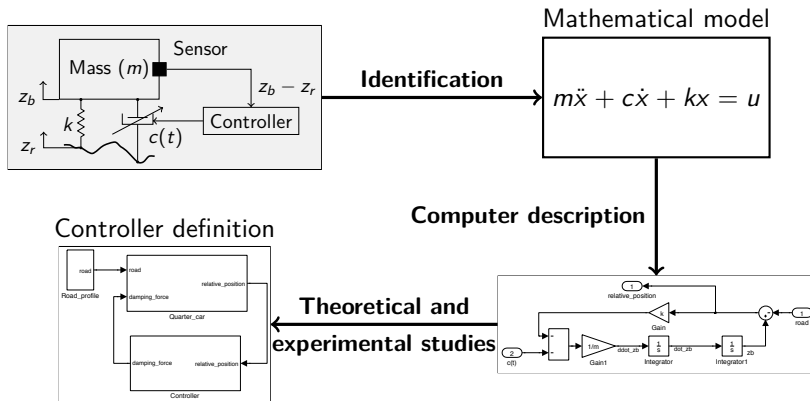 Mathematical model
Sensor
Mass (m)
z_b
z_b − z_r
k
Controller
c(t)
z_r
Identification
mẍ + cẋ + kx = u
Computer description
Controller definition
road
road
Road_profile
relative_position
damping_force
Quarter_car
damping_force
relative_position
Controller
Theoretical and
experimental studies
1
relative_position
k
Gain
1
road
2
c(t)
1/m
Gain1
ddot_zb
1/s
Integrator
dot_zb
1/s
Integrator1
zb